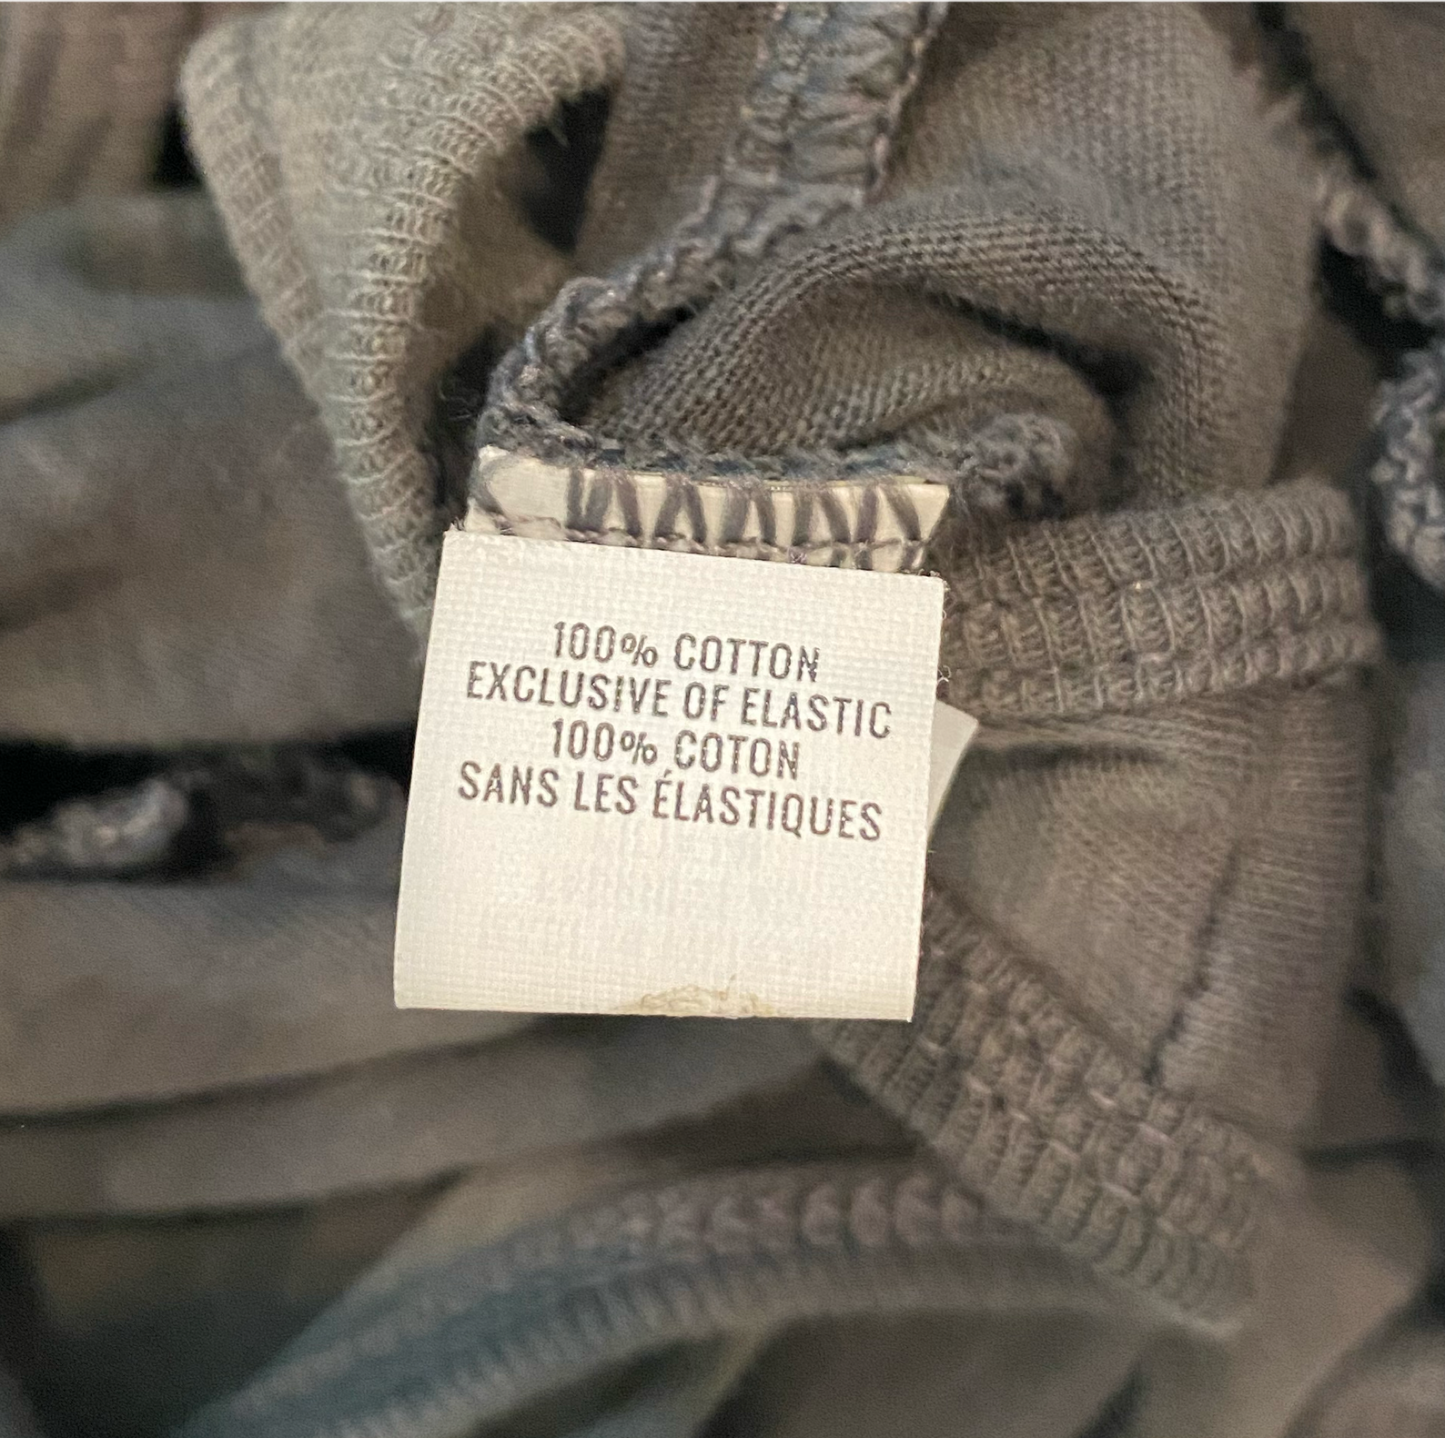 100% COTTON
EXCLUSIVE OF ELASTIC
100% COTON
SANS LES ÉLASTIQUES